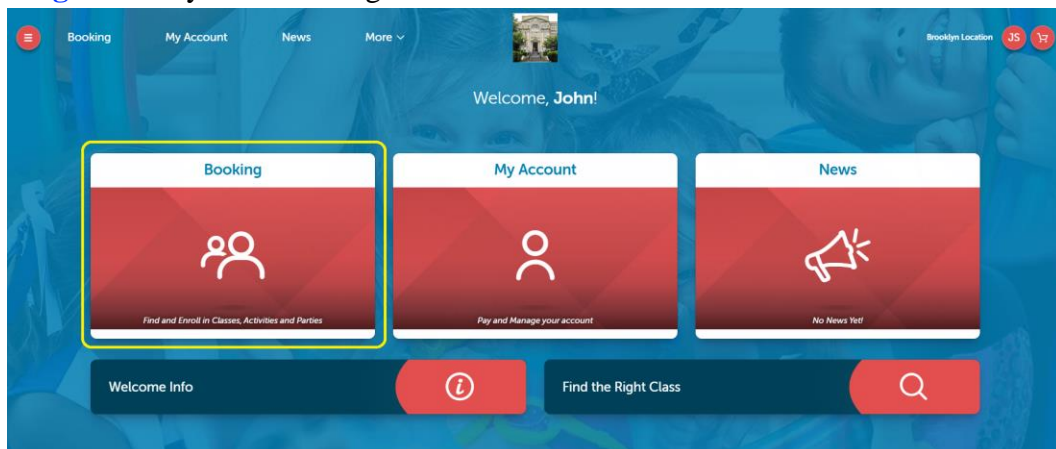 Booking My Account News More Brooklyn Location JS
Welcome, John!
Booking
Find and Enroll in Classes, Activities and Parties
My Account
Pay and Manage your account
News
No News Yet!
Welcome Info
Find the Right Class